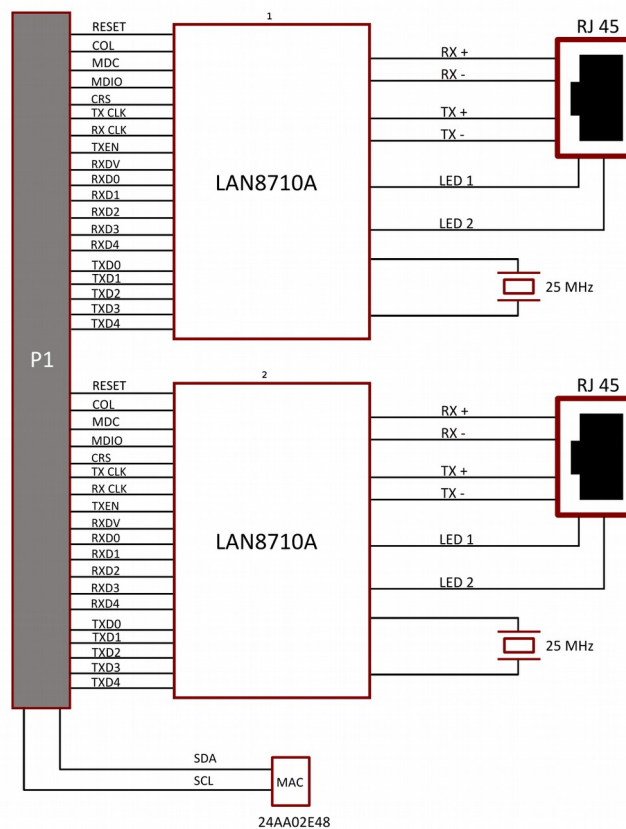 1
RJ 45
RESET
COL
MDC
MDIO
CRS
TX CLK
RX CLK
TXEN
RXDV
RXD0
RXD1
RXD2
RXD3
RXD4
TXD0
TXD1
TXD2
TXD3
TXD4
LAN8710A
RX +
RX -
TX +
TX -
LED 1
LED 2
25 MHz
P1
2
RJ 45
RESET
COL
MDC
MDIO
CRS
TX CLK
RX CLK
TXEN
RXDV
RXD0
RXD1
RXD2
RXD3
RXD4
TXD0
TXD1
TXD2
TXD3
TXD4
LAN8710A
RX +
RX -
TX +
TX -
LED 1
LED 2
25 MHz
SDA
SCL
MAC
24AA02E48